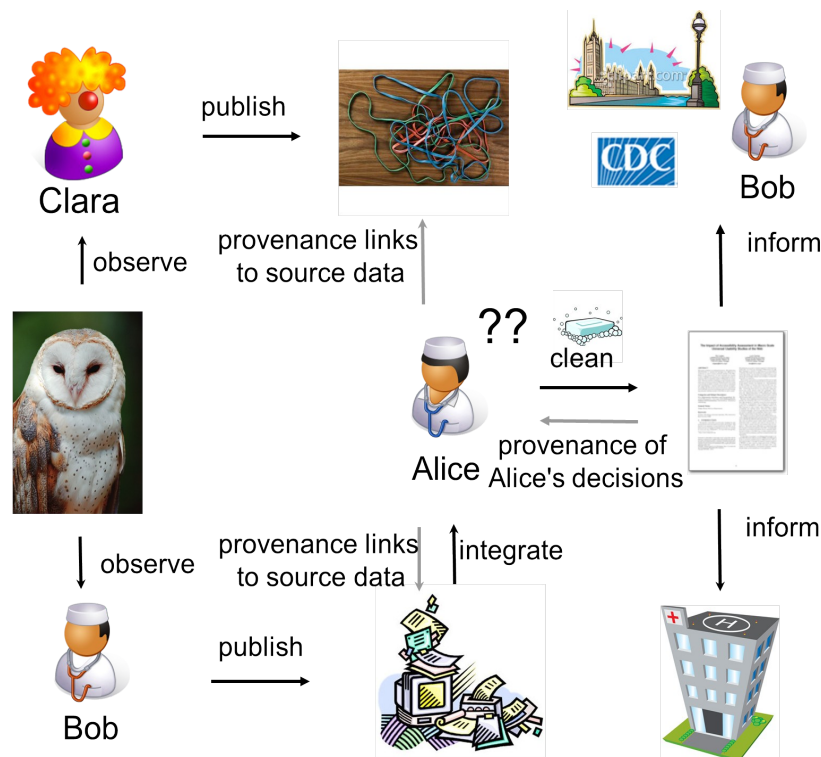 publish
Clara
CDC
Bob
observe
provenance links
to source data
inform
??
clean
Alice
provenance of
Alice's decisions
observe
provenance links
to source data
integrate
inform
publish
Bob